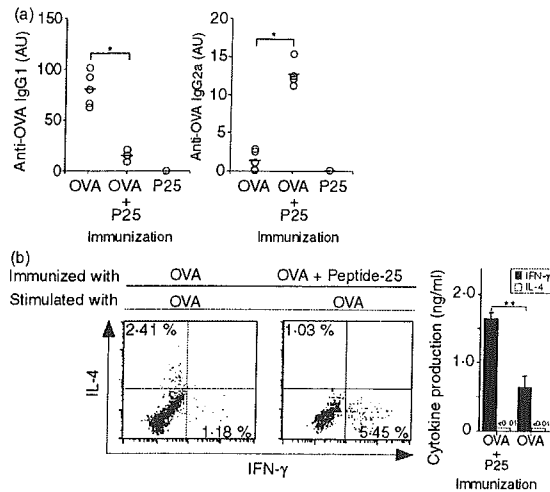 (a)
Anti-OVA IgG1 (AU)
100
50
0
*
OVA OVA P25
+
P25
Immunization
Anti-OVA IgG2a (AU)
20
15
10
5
0
*
OVA OVA P25
+
P25
Immunization
(b)
Immunized with OVA OVA + Peptide-25
Stimulated with OVA OVA
IL-4
2·41 %
1·18 %
1·03 %
5·45 %
IFN-γ
Cytokine production (ng/ml)
IFN-γ
IL-4
2·0
1·0
0
**
<0·01
<0·01
OVA OVA
+
P25
Immunization